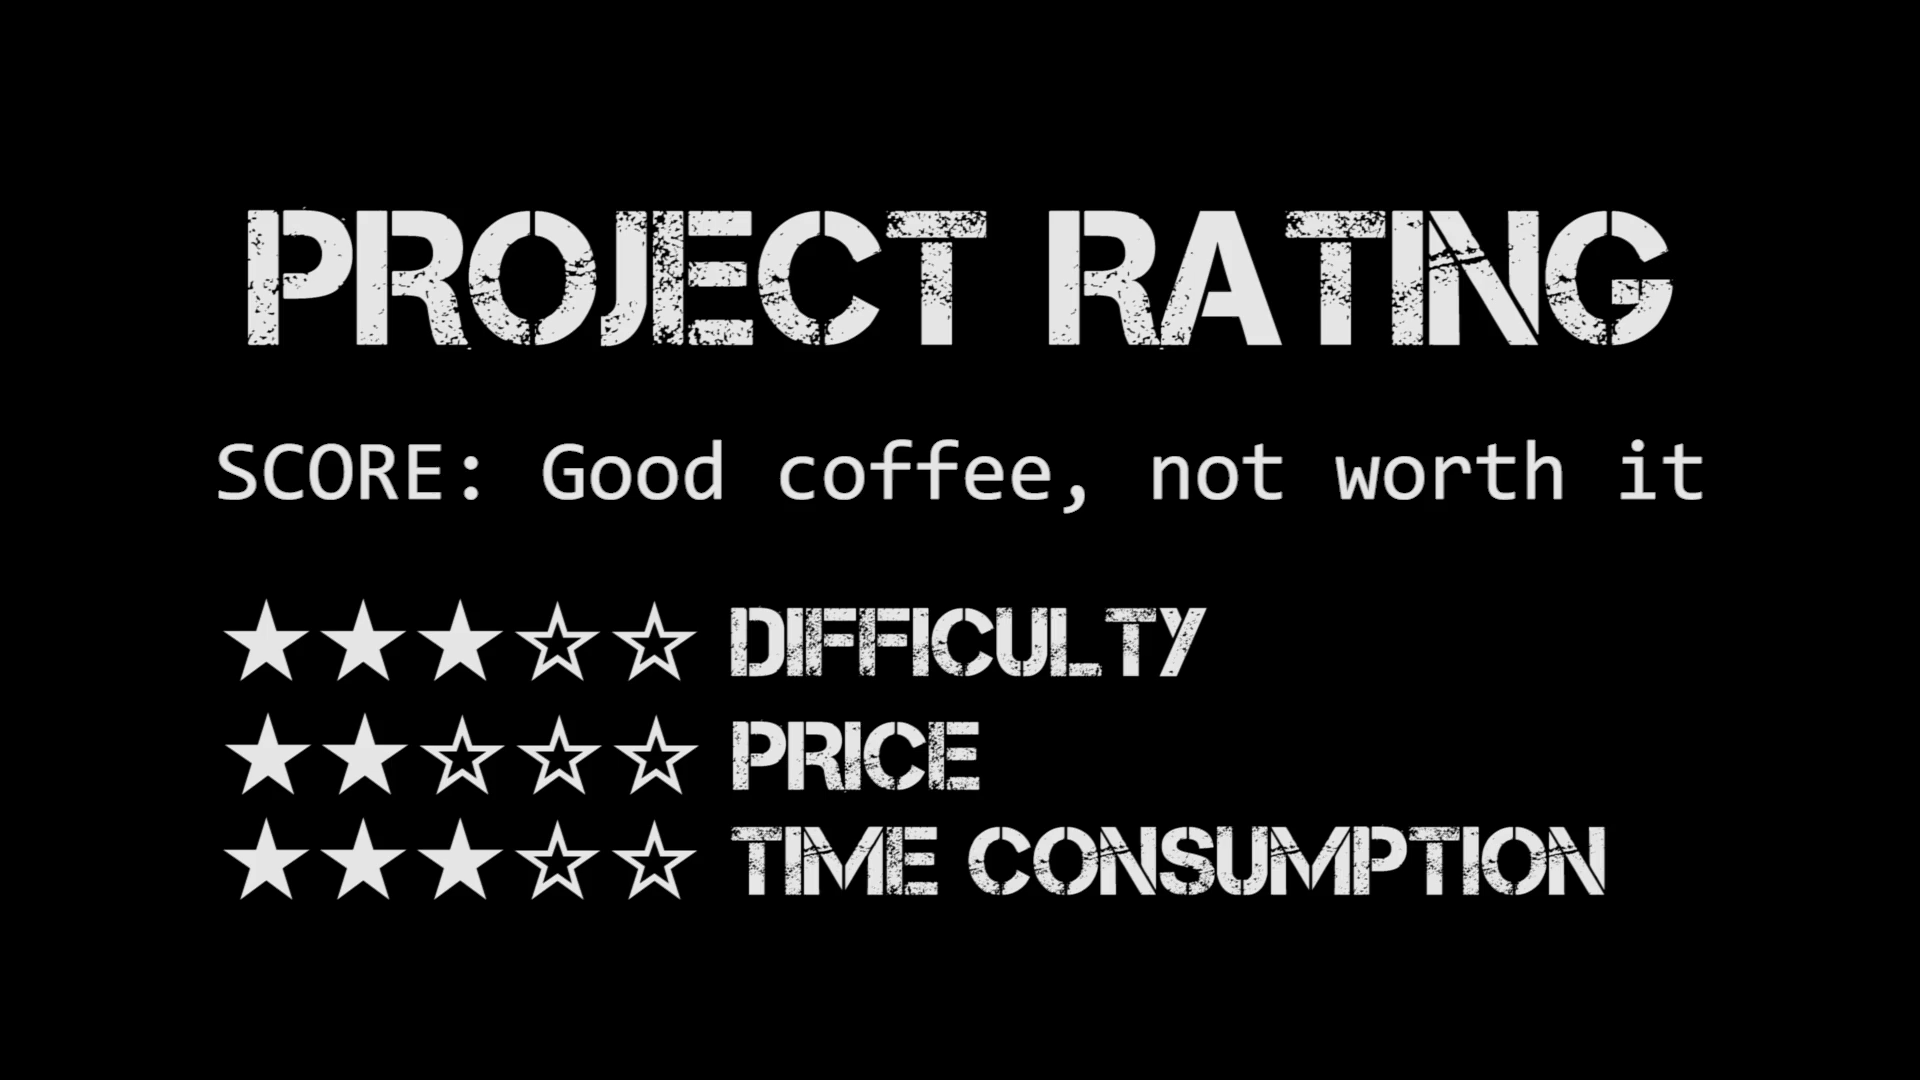 PROJECT RATING
SCORE: Good coffee, not worth it
★★★☆☆ DIFFICULTY
★★☆☆☆ PRICE
★★★☆☆ TIME CONSUMPTION